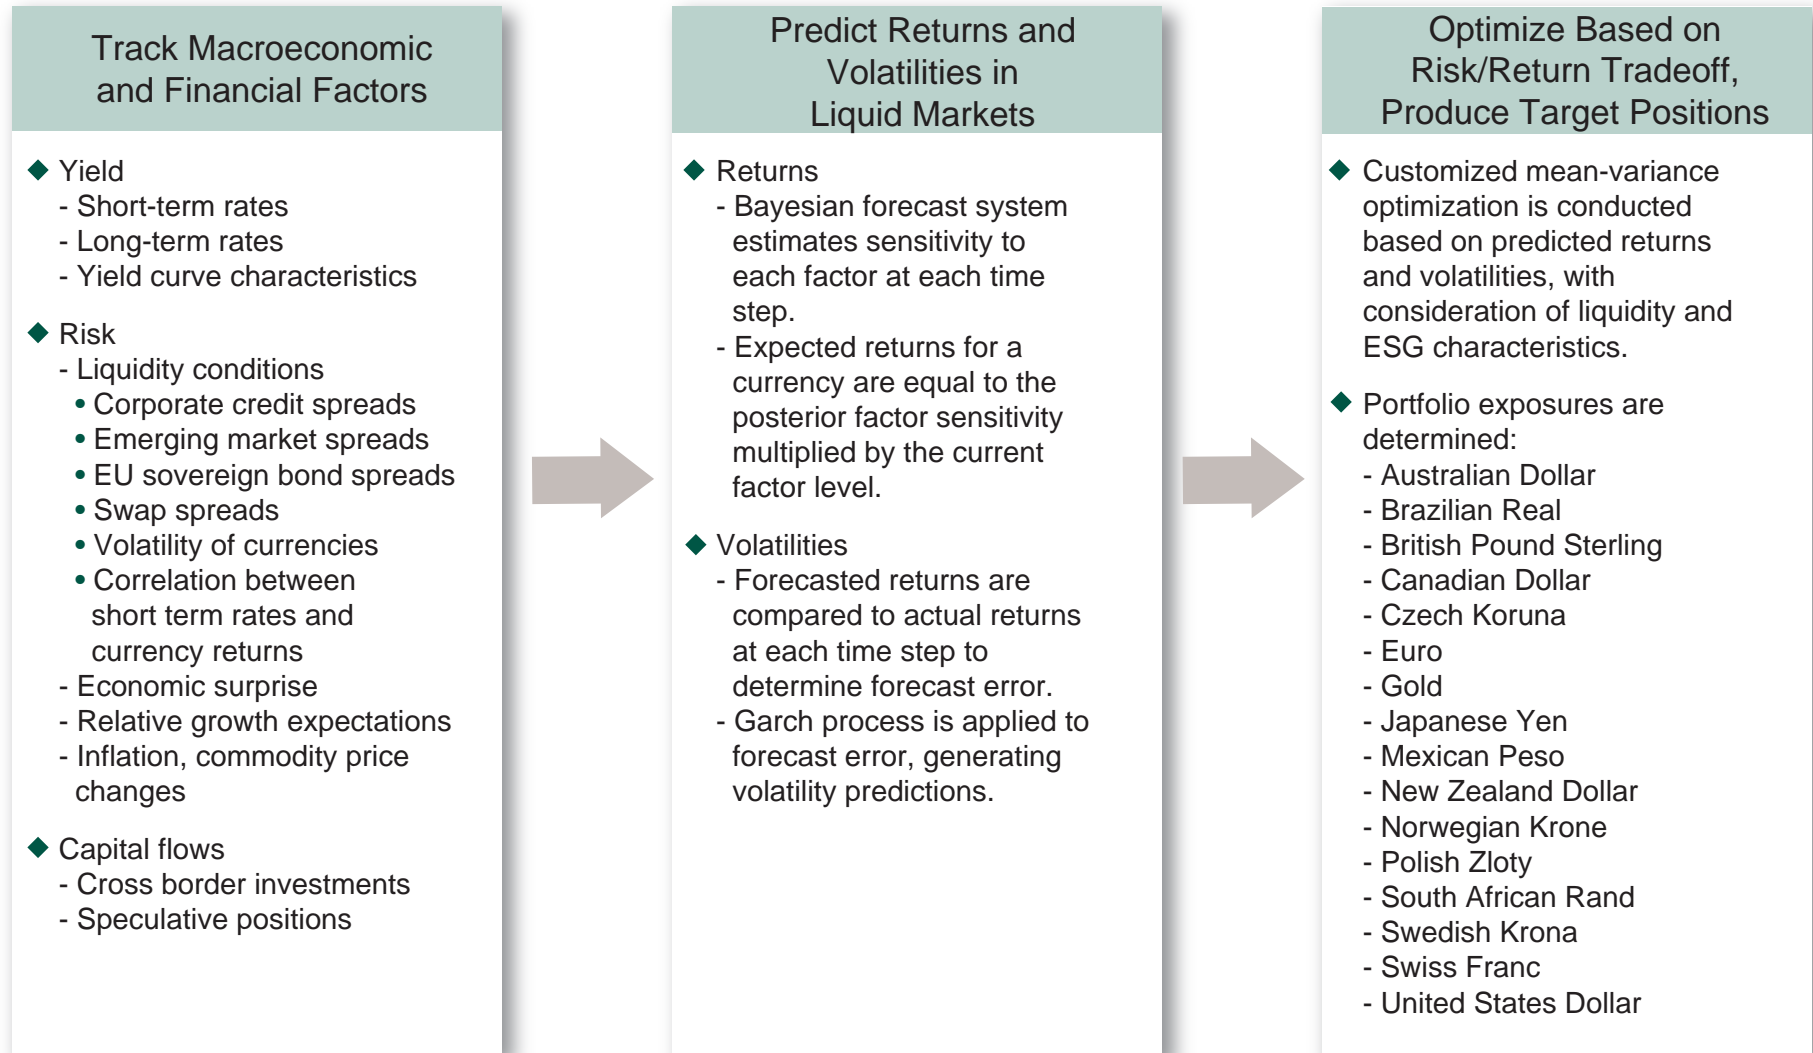 Track Macroeconomic
and Financial Factors
◆ Yield
- Short-term rates
- Long-term rates
- Yield curve characteristics
◆ Risk
- Liquidity conditions
• Corporate credit spreads
• Emerging market spreads
• EU sovereign bond spreads
• Swap spreads
• Volatility of currencies
• Correlation between
short term rates and
currency returns
- Economic surprise
- Relative growth expectations
- Inflation, commodity price
changes
◆ Capital flows
- Cross border investments
- Speculative positions
Predict Returns and
Volatilities in
Liquid Markets
◆ Returns
- Bayesian forecast system
estimates sensitivity to
each factor at each time
step.
- Expected returns for a
currency are equal to the
posterior factor sensitivity
multiplied by the current
factor level.
◆ Volatilities
- Forecasted returns are
compared to actual returns
at each time step to
determine forecast error.
- Garch process is applied to
forecast error, generating
volatility predictions.
Optimize Based on
Risk/Return Tradeoff,
Produce Target Positions
◆ Customized mean-variance
optimization is conducted
based on predicted returns
and volatilities, with
consideration of liquidity and
ESG characteristics.
◆ Portfolio exposures are
determined:
- Australian Dollar
- Brazilian Real
- British Pound Sterling
- Canadian Dollar
- Czech Koruna
- Euro
- Gold
- Japanese Yen
- Mexican Peso
- New Zealand Dollar
- Norwegian Krone
- Polish Zloty
- South African Rand
- Swedish Krona
- Swiss Franc
- United States Dollar